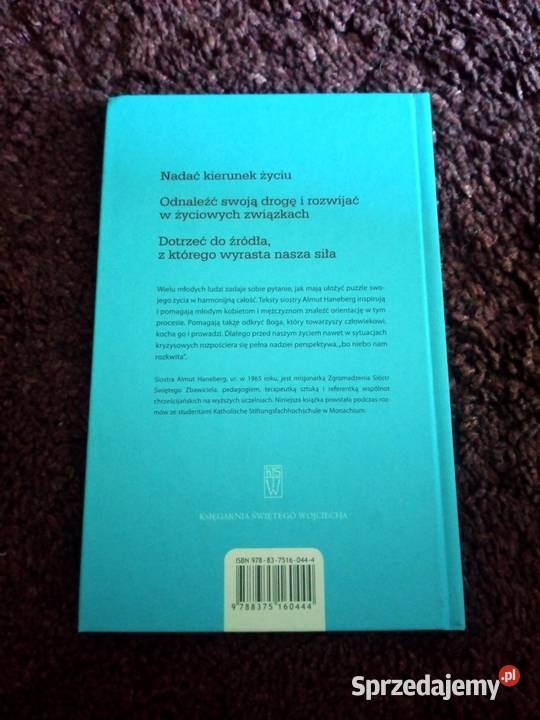 Nadać kierunek życiu
Odnaleźć swoją drogę i rozwijać
w życiowych związkach
Dotrzeć do źródła,
z którego wyrasta nasza siła
Wielu młodych ludzi zadaje sobie pytanie, jak mają ułożyć puzzle swo-
jego życia w harmonijną całość. Teksty siostry Almut Haneberg inspirują
i pomagają młodym kobietom i mężczyznom znaleźć orientację w tym
procesie. Pomagają także odkryć Boga, który towarzyszy człowiekowi,
kocha go i prowadzi. Dlatego przed naszym życiem nawet w sytuacjach
kryzysowych rozpościera się pełna nadziei perspektywa, „bo niebo nam
rozkwita”.
Siostra Almut Haneberg, ur. w 1965 roku, jest misjonarką Zgromadzenia Sióstr
Świętego Zbawiciela, pedagogiem, terapeutką sztuką i referentką wspólnot
chrześcijańskich na wyższych uczelniach. Niniejsza książka powstała podczas roz-
mów ze studentami Katholische Stiftungsfachhochschule w Monachium.
KSIĘGARNIA ŚWIĘTEGO WOJCIECHA
ISBN 978-83-7516-044-4
9 788375 160444
Sprzedajemy.pl